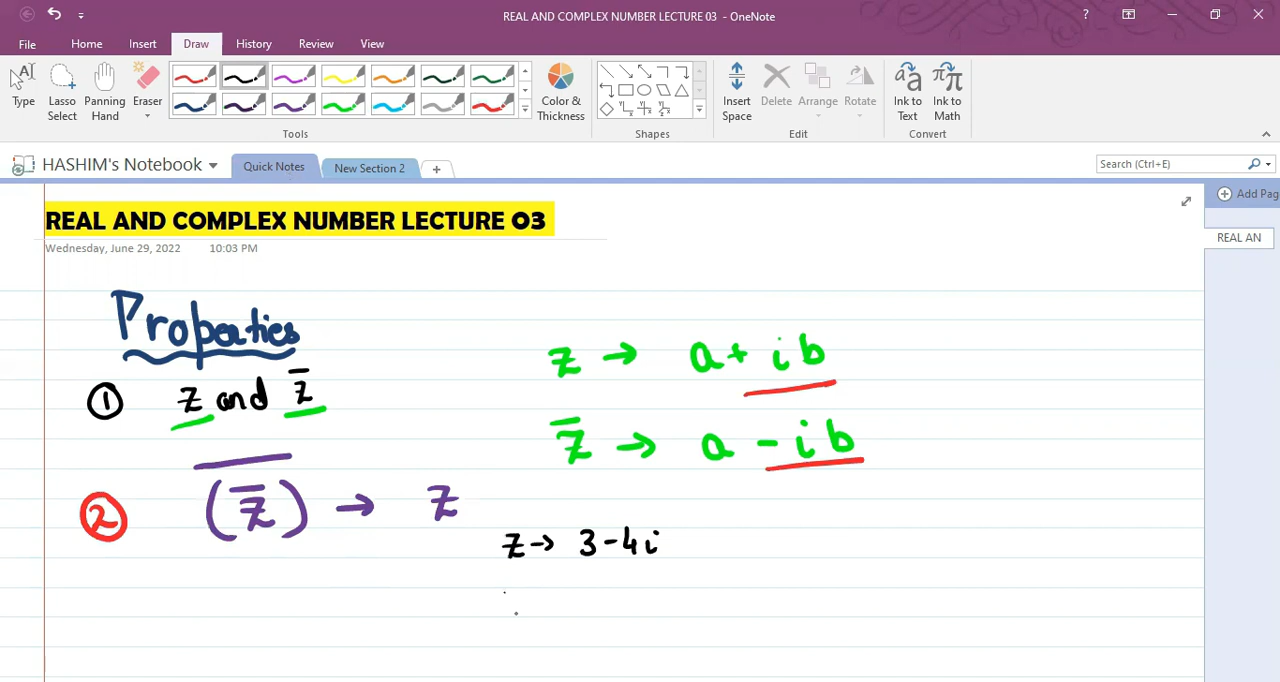 REAL AND COMPLEX NUMBER LECTURE 03 - OneNote
File Home Insert Draw History Review View
Type Lasso Select Panning Hand Eraser Color & Thickness Insert Space Delete Arrange Rotate Ink to Text Ink to Math
Tools Shapes Edit Convert
HASHIM's Notebook Quick Notes New Section 2 Search (Ctrl+E)
Add Pag
REAL AN
REAL AND COMPLEX NUMBER LECTURE 03
Wednesday, June 29, 2022 10:03 PM
Properties
z → a + ib
① z and z̅
z̅ → a - ib
② \overline{(z̅)} → z
z → 3 - 4i